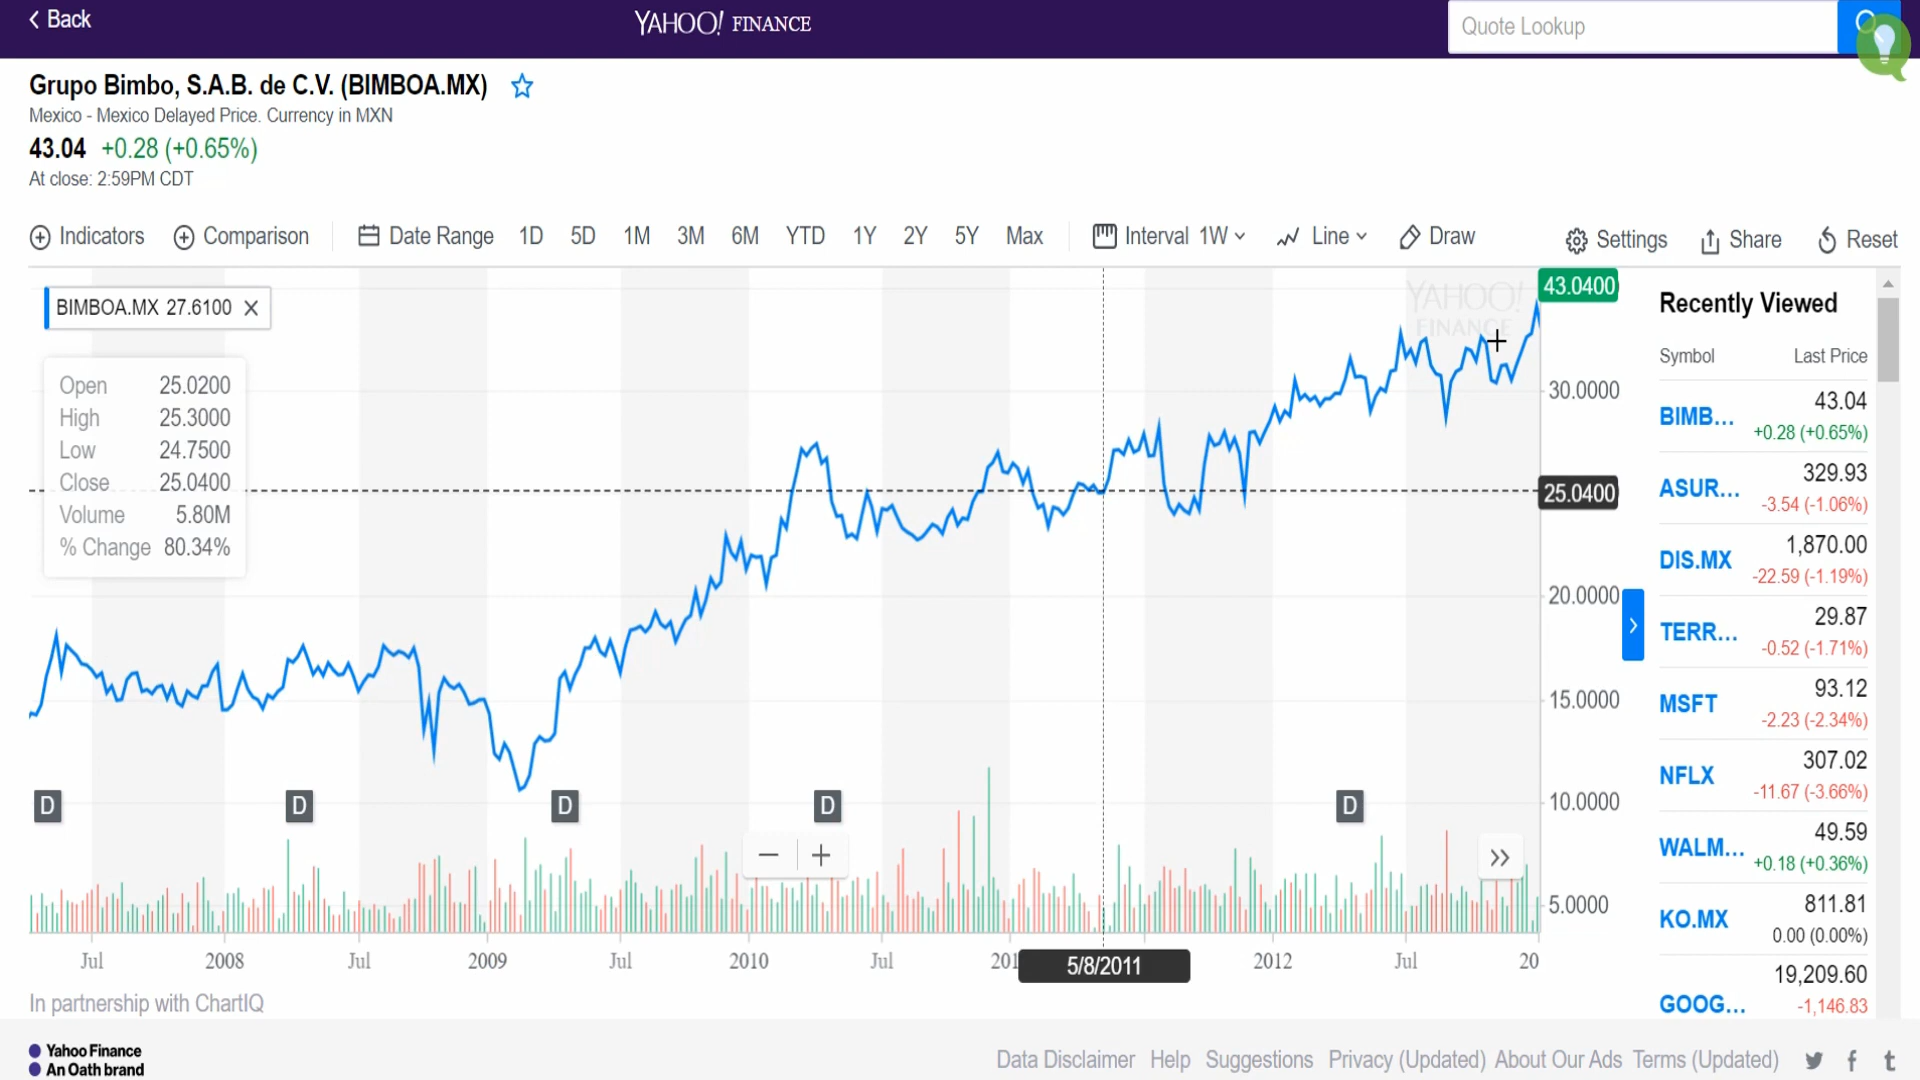 Back
YAHOO! FINANCE
Quote Lookup
Grupo Bimbo, S.A.B. de C.V. (BIMBOA.MX)
Mexico - Mexico Delayed Price. Currency in MXN
43.04 +0.28 (+0.65%)
At close: 2:59PM CDT
Indicators Comparison Date Range 1D 5D 1M 3M 6M YTD 1Y 2Y 5Y Max Interval 1W Line Draw Settings Share Reset
BIMBOA.MX 27.6100
Open 25.0200
High 25.3000
Low 24.7500
Close 25.0400
Volume 5.80M
% Change 80.34%
YAHOO!
FINANCE
43.0400
30.0000
25.0400
20.0000
15.0000
10.0000
5.0000
D D D D D
Jul 2008 Jul 2009 Jul 2010 Jul 201 5/8/2011 2012 Jul 20
In partnership with ChartIQ
Recently Viewed
Symbol Last Price
BIMB... 43.04
+0.28 (+0.65%)
ASUR... 329.93
-3.54 (-1.06%)
DIS.MX 1,870.00
-22.59 (-1.19%)
TERR... 29.87
-0.52 (-1.71%)
MSFT 93.12
-2.23 (-2.34%)
NFLX 307.02
-11.67 (-3.66%)
WALM... 49.59
+0.18 (+0.36%)
KO.MX 811.81
0.00 (0.00%)
GOOG... 19,209.60
-1,146.83
Yahoo Finance
An Oath brand
Data Disclaimer Help Suggestions Privacy (Updated) About Our Ads Terms (Updated)